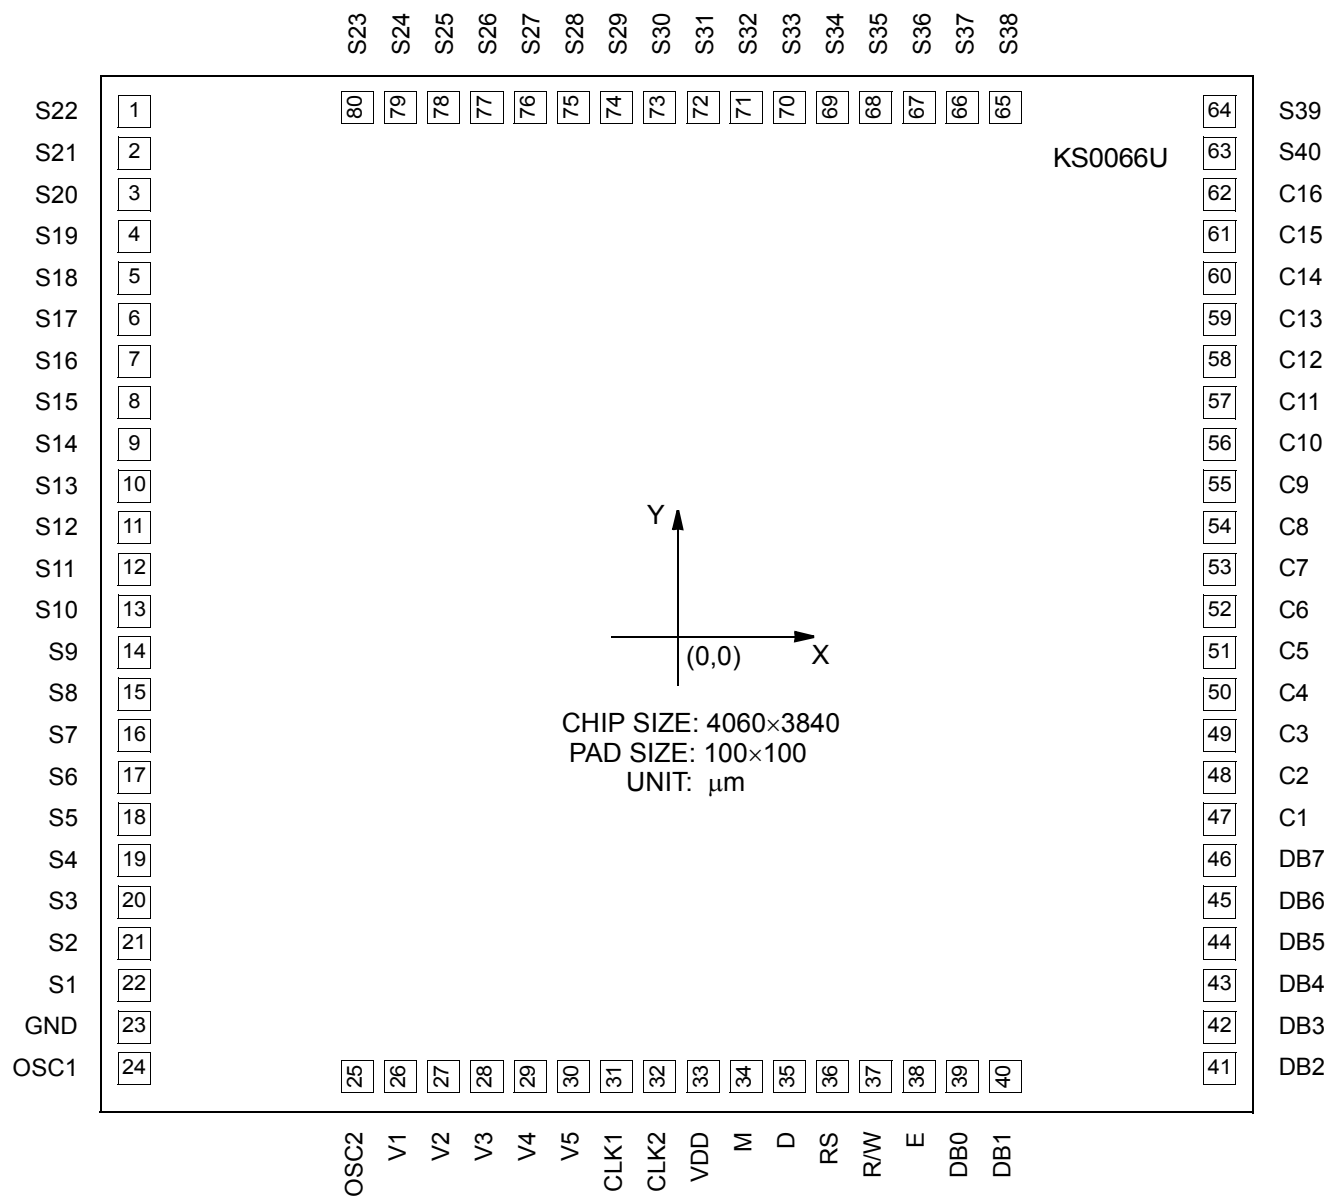 S23 S24 S25 S26 S27 S28 S29 S30 S31 S32 S33 S34 S35 S36 S37 S38
80 79 78 77 76 75 74 73 72 71 70 69 68 67 66 65
S22 1 64 S39
S21 2 KS0066U 63 S40
S20 3 62 C16
S19 4 61 C15
S18 5 60 C14
S17 6 59 C13
S16 7 58 C12
S15 8 57 C11
S14 9 56 C10
S13 10 55 C9
S12 11 Y 54 C8
S11 12 53 C7
S10 13 52 C6
S9 14 (0,0) X 51 C5
S8 15 50 C4
S7 16 CHIP SIZE: 4060×3840 49 C3
PAD SIZE: 100×100
S6 17 UNIT: μm 48 C2
S5 18 47 C1
S4 19 46 DB7
S3 20 45 DB6
S2 21 44 DB5
S1 22 43 DB4
GND 23 42 DB3
OSC1 24 41 DB2
25 26 27 28 29 30 31 32 33 34 35 36 37 38 39 40
OSC2 V1 V2 V3 V4 V5 CLK1 CLK2 VDD M D RS R/W E DB0 DB1